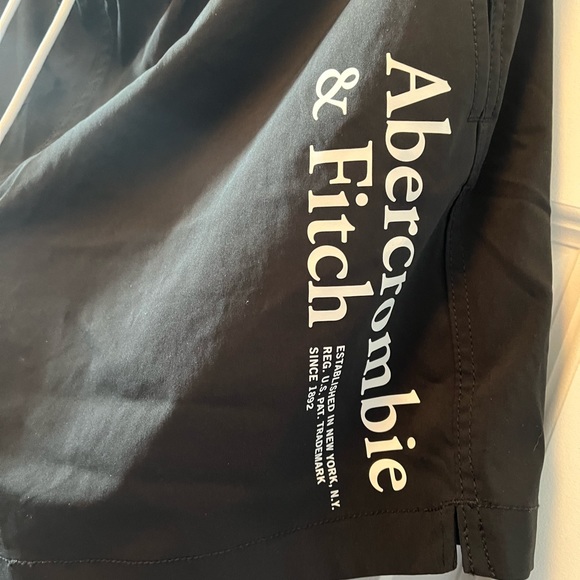 Abercrombie
& Fitch
ESTABLISHED IN NEW YORK, N.Y.
REG. U.S. PAT. TRADEMARK
SINCE 1892